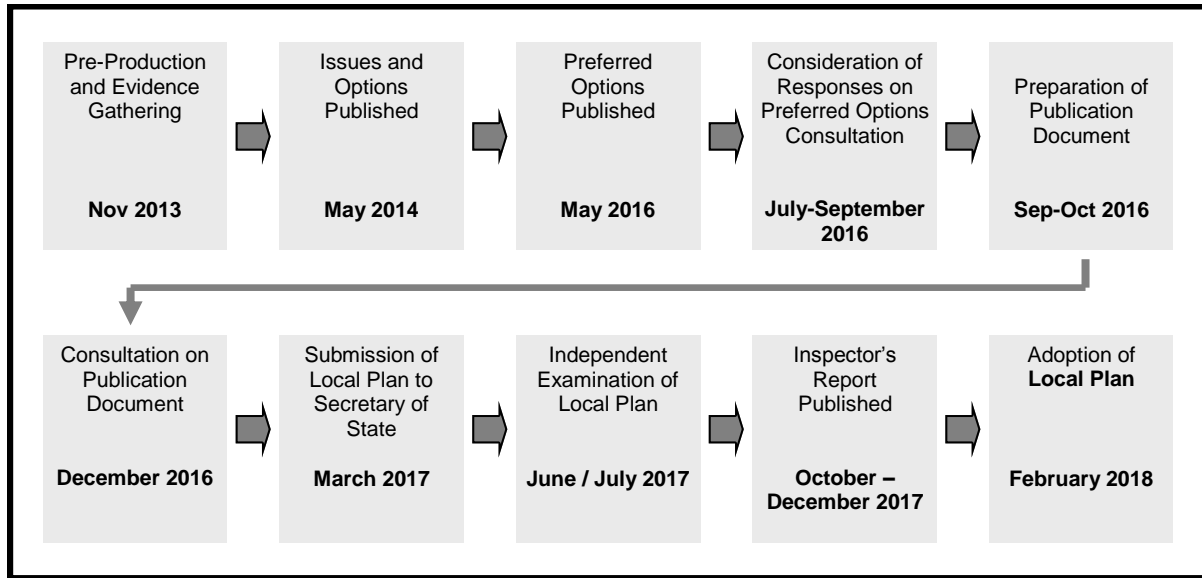 Pre-Production
and Evidence
Gathering
Nov 2013
Issues and
Options
Published
May 2014
Preferred
Options
Published
May 2016
Consideration of
Responses on
Preferred Options
Consultation
July-September
2016
Preparation of
Publication
Document
Sep-Oct 2016
Consultation on
Publication
Document
December 2016
Submission of
Local Plan to
Secretary of
State
March 2017
Independent
Examination of
Local Plan
June / July 2017
Inspector’s
Report
Published
October –
December 2017
Adoption of
Local Plan
February 2018